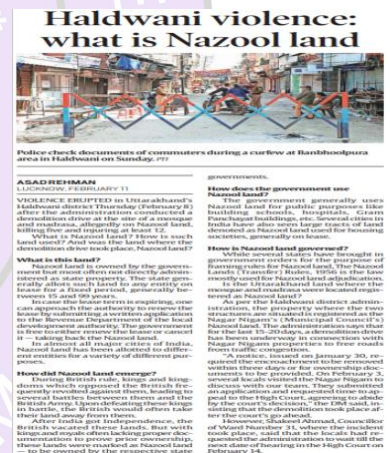 Haldwani violence:
what is Nazool land
Police check documents of commuters during a curfew at Banbhoolpura
area in Haldwani on Sunday. PTI
ASAD REHMAN
LUCKNOW, FEBRUARY 11
VIOLENCE ERUPTED in Uttarakhand's
Haldwani district Thursday (February 8)
after the administration conducted a
demolition drive at the site of a mosque
and madrasa, allegedly on Nazool land,
killing five and injuring at least 12.
What is Nazool land? How is such
land used? And was the land where the
demolition drive took place, Nazool land?
What is this land?
Nazool land is owned by the govern-
ment but most often not directly admin-
istered as state property. The state gen-
erally allots such land to any entity on
lease for a fixed period, generally be-
tween 15 and 99 years.
In case the lease term is expiring, one
can approach the authority to renew the
lease by submitting a written application
to the Revenue Department of the local
development authority. The government
is free to either renew the lease or cancel
it — taking back the Nazool land.
In almost all major cities of India,
Nazool land has been allotted to differ-
ent entities for a variety of different pur-
poses.
How did Nazool land emerge?
During British rule, kings and king-
doms which opposed the British fre-
quently revolted against them, leading to
several battles between them and the
British Army. Upon defeating these kings
in battle, the British would often take
their land away from them.
After India got Independence, the
British vacated these lands. But with
kings and royals often lacking proper doc-
umentation to prove prior ownership,
these lands were marked as Nazool land
— to be owned by the respective state
governments.
How does the government use
Nazool land?
The government generally uses
Nazool land for public purposes like
building schools, hospitals, Gram
Panchayat buildings, etc. Several cities in
India have also seen large tracts of land
denoted as Nazool land used for housing
societies, generally on lease.
How is Nazool land governed?
While several states have brought in
government orders for the purpose of
framing rules for Nazool land, The Nazool
Lands (Transfer) Rules, 1956 is the law
mostly used for Nazool land adjudication.
Is the Uttarakhand land where the
mosque and madrasa were located regis-
tered as Nazool land?
As per the Haldwani district admin-
istration, the property where the two
structures are situated is registered as the
Nagar Nigam's (Municipal Council's)
Nazool land. The administration says that
for the last 15-20 days, a demolition drive
has been underway in connection with
Nagar Nigam properties to free roads
from traffic congestion.
"A notice, issued on January 30, re-
quired the encroachment to be removed
within three days or for ownership doc-
uments to be provided. On February 3,
several locals visited the Nagar Nigam to
discuss with our team. They submitted
an application and requested time to ap-
peal to the High Court, agreeing to abide
by the court's decision," the DM said, in-
sisting that the demolition took place af-
ter the court's go ahead.
However, Shakeel Ahmad, Councillor
of Ward Number 31, where the incident
took place, said that the locals had re-
quested the administration to wait till the
next date of hearing in the High Court on
February 14.